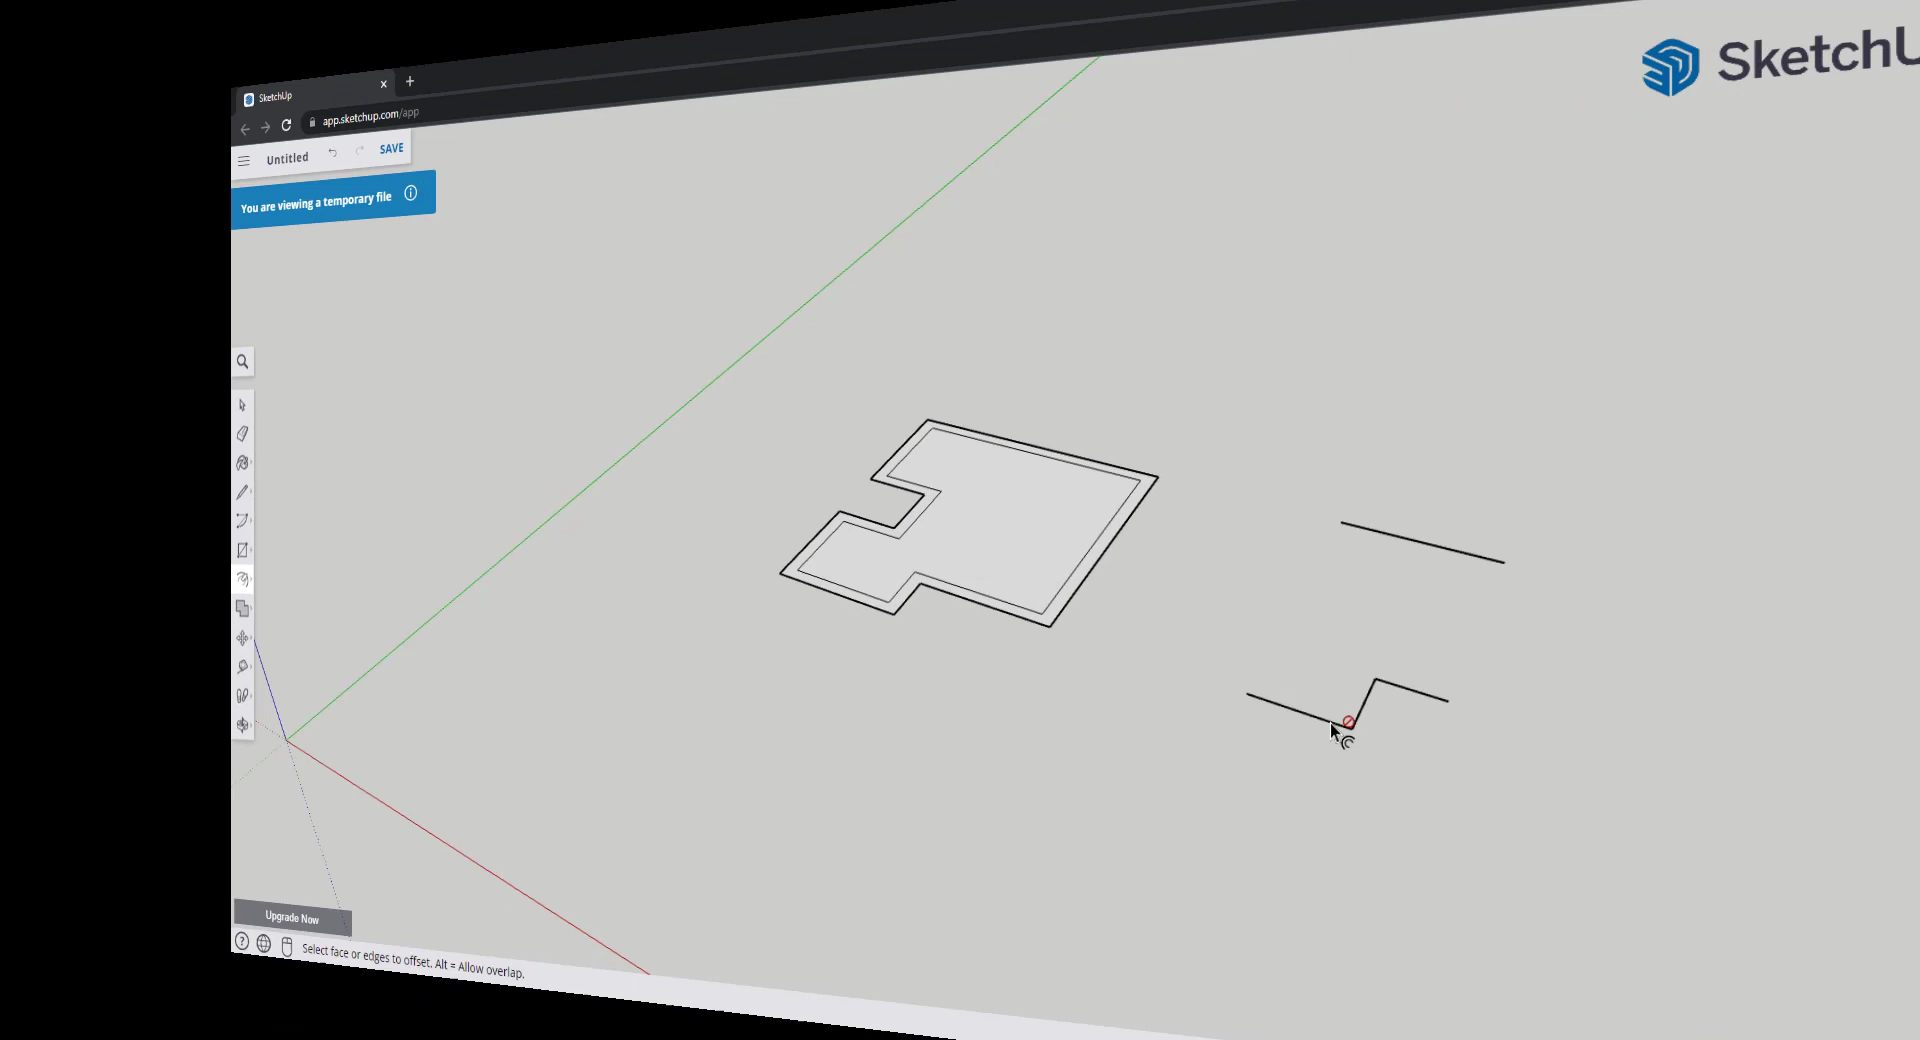 SketchUp
app.sketchup.com/app
SketchU
Untitled
SAVE
You are viewing a temporary file
Upgrade Now
Select face or edges to offset. Alt = Allow overlap.